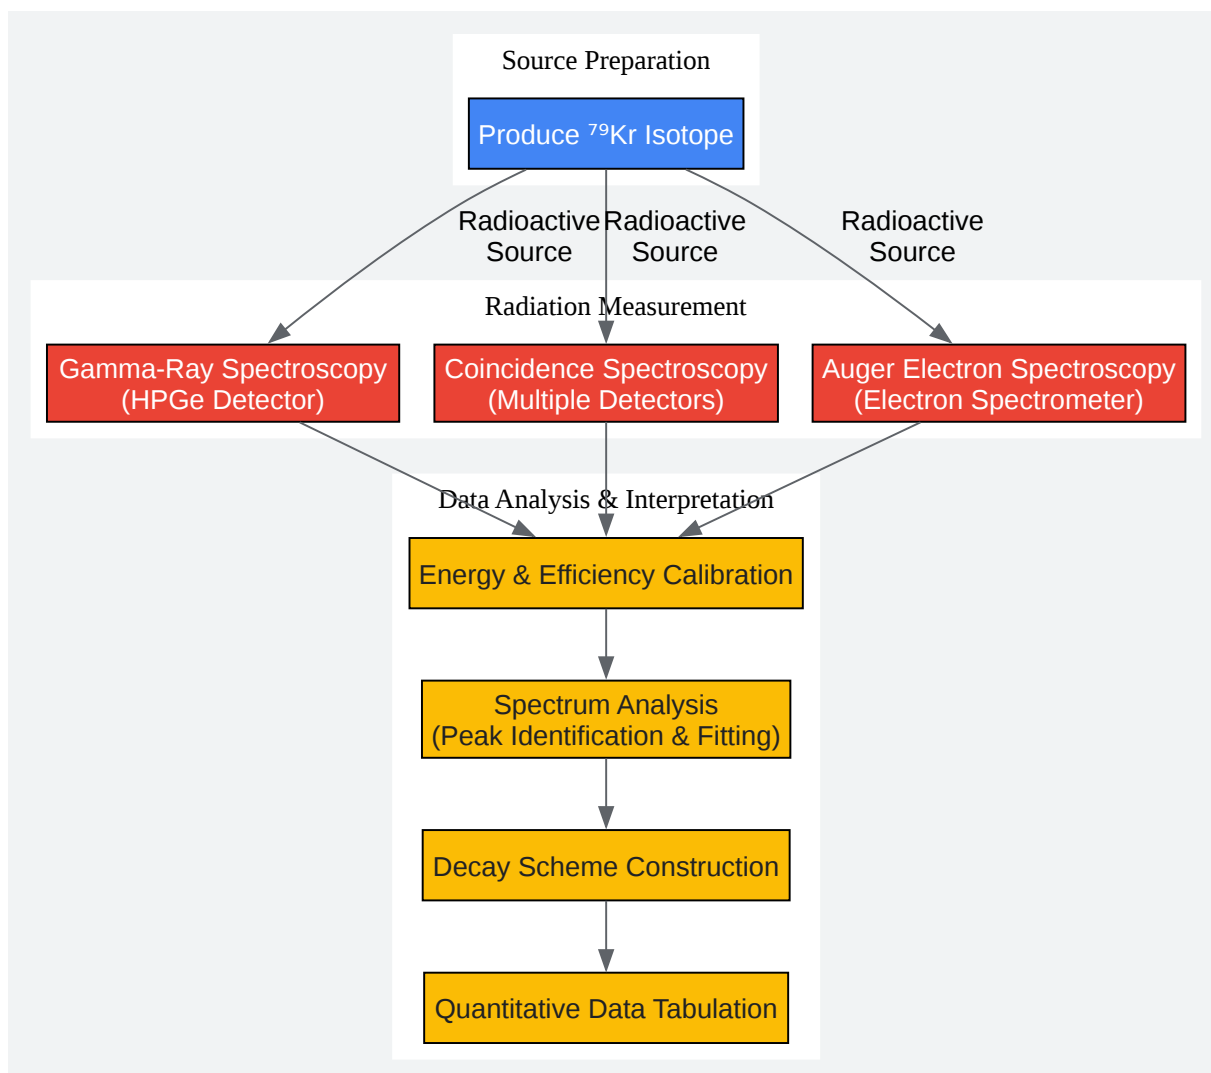 Source Preparation
Produce ⁷⁹Kr Isotope
Radioactive
Source
Radioactive
Source
Radioactive
Source
Radiation Measurement
Gamma-Ray Spectroscopy
(HPGe Detector)
Coincidence Spectroscopy
(Multiple Detectors)
Auger Electron Spectroscopy
(Electron Spectrometer)
Data Analysis & Interpretation
Energy & Efficiency Calibration
Spectrum Analysis
(Peak Identification & Fitting)
Decay Scheme Construction
Quantitative Data Tabulation